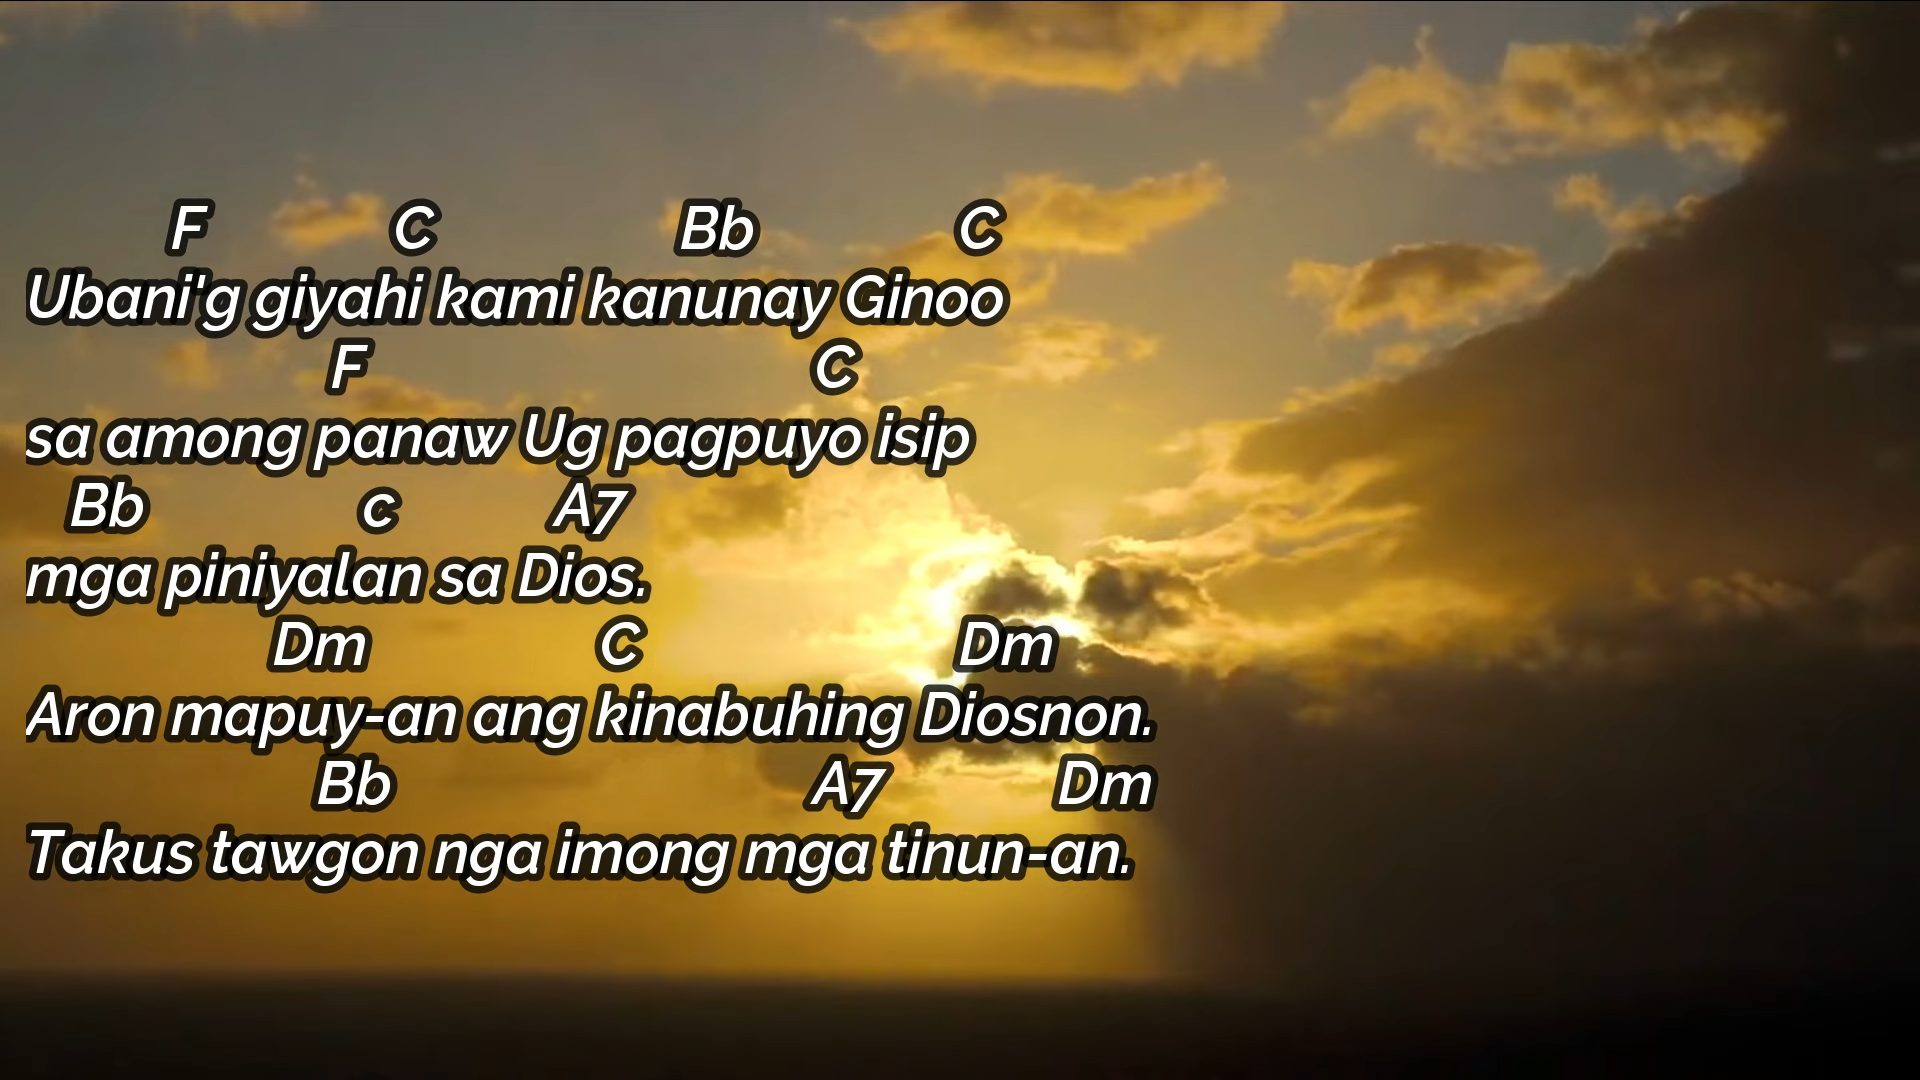 F C Bb C
Ubani'g giyahi kami kanunay Ginoo
F C
sa among panaw Ug pagpuyo isip
Bb c A7
mga piniyalan sa Dios.
Dm C Dm
Aron mapuy-an ang kinabuhing Diosnon.
Bb A7 Dm
Takus tawgon nga imong mga tinun-an.